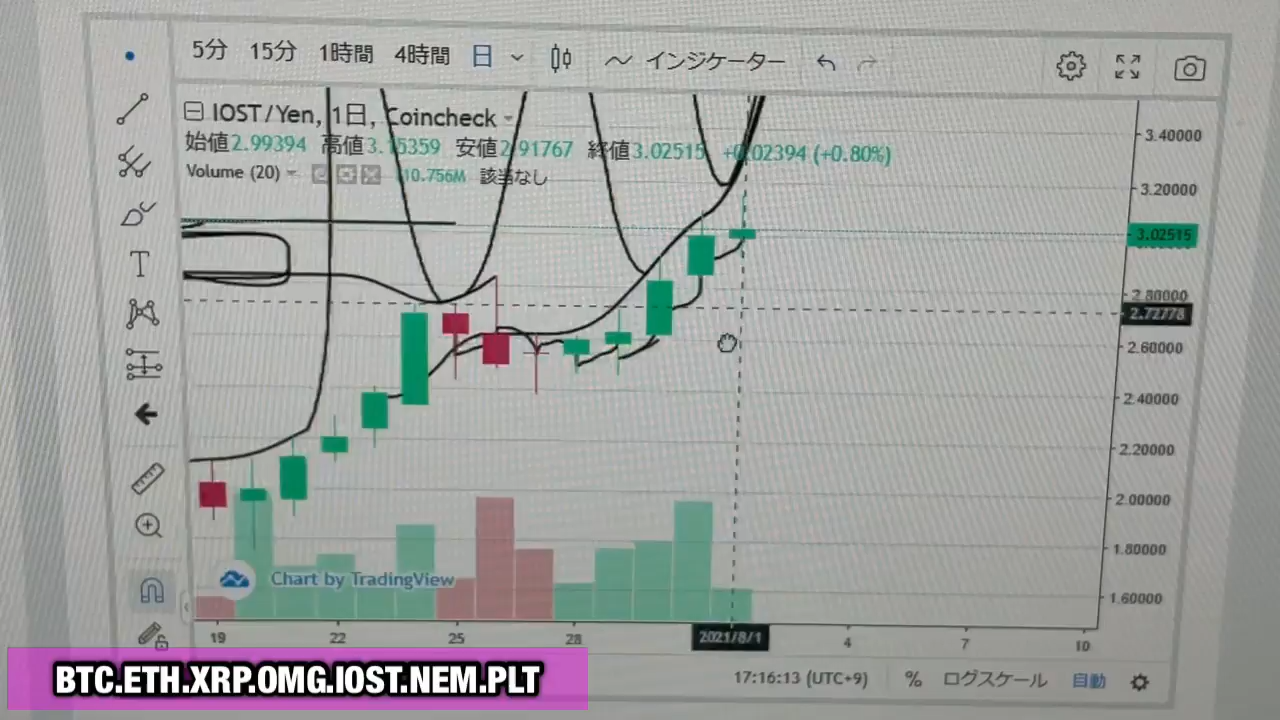 5分 15分 1時間 4時間 日 インジケーター
IOST/Yen, 1日, Coincheck
始値2.99394 高値3.15359 安値2.91767 終値3.02515 +0.02394 (+0.80%)
Volume (20) 10.756M 該当なし
3.40000
3.20000
3.02515
2.80000
2.72778
2.60000
2.40000
2.20000
2.00000
1.80000
1.60000
T
Chart by TradingView
19 22 25 28 2021/8/1 4 7 10
17:16:13 (UTC+9) % ログスケール 自動
BTC.ETH.XRP.OMG.IOST.NEM.PLT